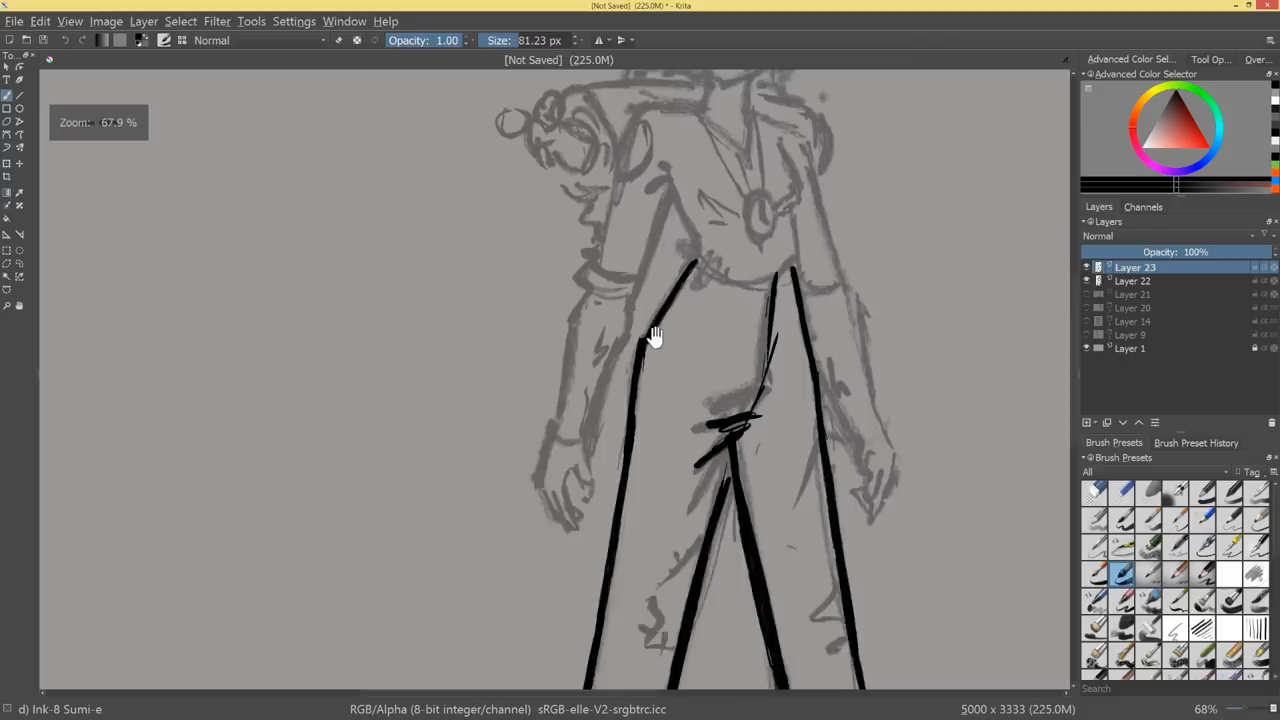 [Not Saved] (225.0M) * - Krita
File Edit View Image Layer Select Filter Tools Settings Window Help
Normal Opacity: 1.00 Size: 81.23 px
To...
[Not Saved] (225.0M)
Advanced Color Sel... Tool Op... Over...
Advanced Color Selector
Zoom: 67.9 %
Layers Channels
Layers
Normal
Opacity: 100%
Layer 23
Layer 22
Layer 21
Layer 20
Layer 14
Layer 9
Layer 1
Brush Presets Brush Preset History
Brush Presets
All Tag
Search
d) Ink-8 Sumi-e RGB/Alpha (8-bit integer/channel) sRGB-elle-V2-srgbtrc.icc 5000 x 3333 (225.0M) 68%